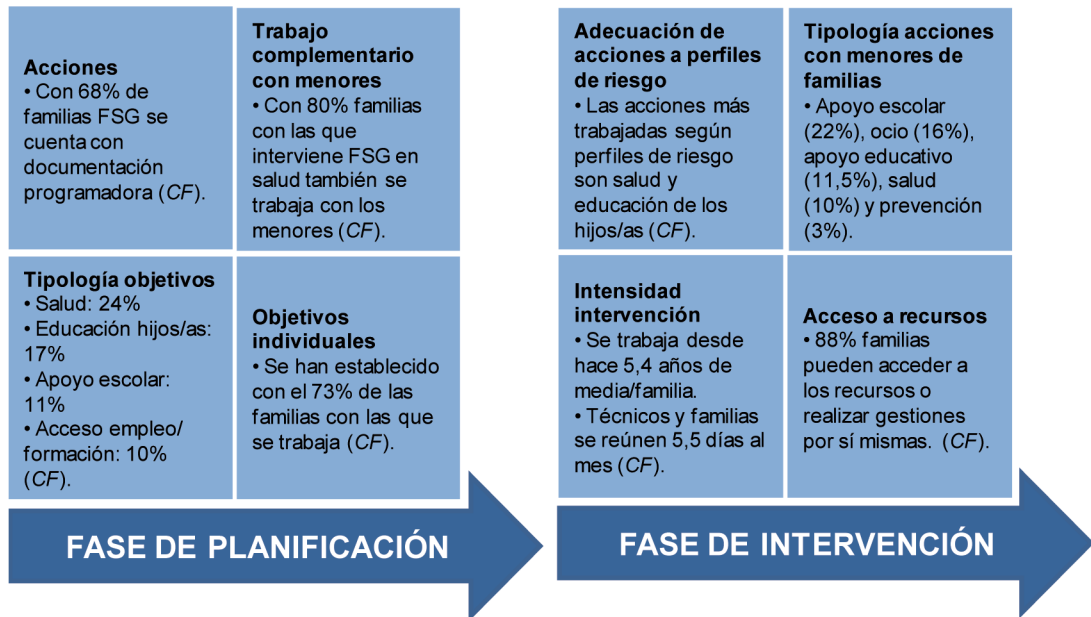 Acciones
• Con 68% de
familias FSG se
cuenta con
documentación
programadora (CF).
Trabajo
complementario
con menores
• Con 80% familias
con las que
interviene FSG en
salud también se
trabaja con los
menores (CF).
Tipología objetivos
• Salud: 24%
• Educación hijos/as:
17%
• Apoyo escolar:
11%
• Acceso empleo/
formación: 10%
(CF).
Objetivos
individuales
• Se han establecido
con el 73% de las
familias con las que
se trabaja (CF).
FASE DE PLANIFICACIÓN
Adecuación de
acciones a perfiles
de riesgo
• Las acciones más
trabajadas según
perfiles de riesgo
son salud y
educación de los
hijos/as (CF).
Tipología acciones
con menores de
familias
• Apoyo escolar
(22%), ocio (16%),
apoyo educativo
(11,5%), salud
(10%) y prevención
(3%).
Intensidad
intervención
• Se trabaja desde
hace 5,4 años de
media/familia.
• Técnicos y familias
se reúnen 5,5 días al
mes (CF).
Acceso a recursos
• 88% familias
pueden acceder a
los recursos o
realizar gestiones
por sí mismas. (CF).
FASE DE INTERVENCIÓN